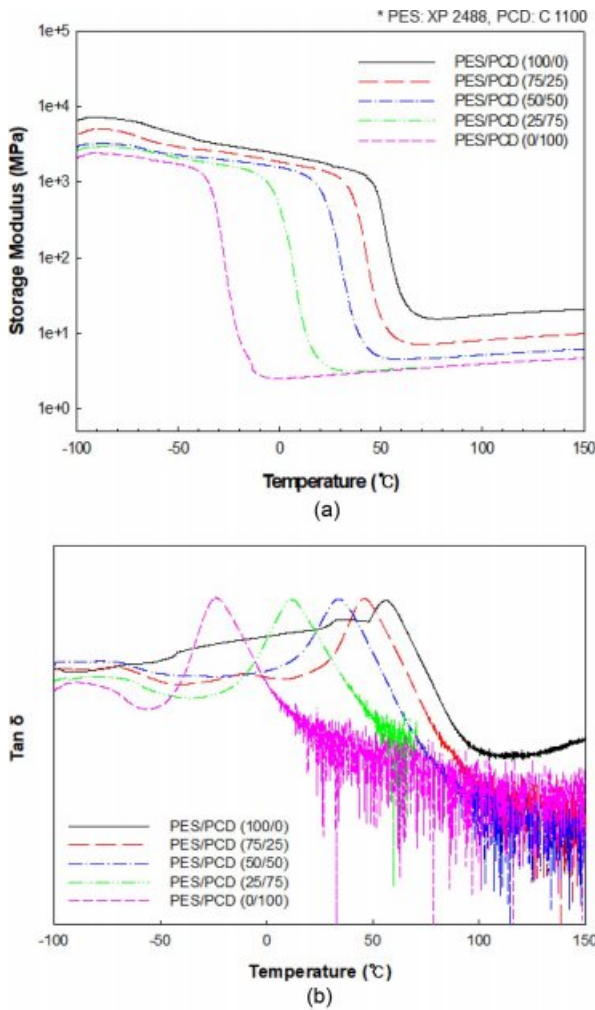 * PES: XP 2488, PCD: C 1100
1e+5
1e+4
1e+3
1e+2
1e+1
1e+0
Storage Modulus (MPa)
PES/PCD (100/0)
PES/PCD (75/25)
PES/PCD (50/50)
PES/PCD (25/75)
PES/PCD (0/100)
-100 -50 0 50 100 150
Temperature (℃)
(a)
Tan δ
PES/PCD (100/0)
PES/PCD (75/25)
PES/PCD (50/50)
PES/PCD (25/75)
PES/PCD (0/100)
-100 -50 0 50 100 150
Temperature (℃)
(b)